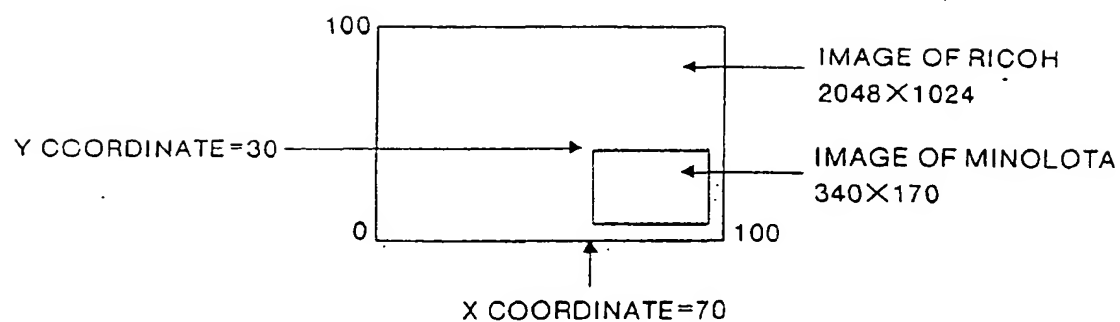 100
IMAGE OF RICOH
2048×1024
Y CCORDINATE=30
IMAGE OF MINOLOTA
340×170
0
100
X COORDINATE=70